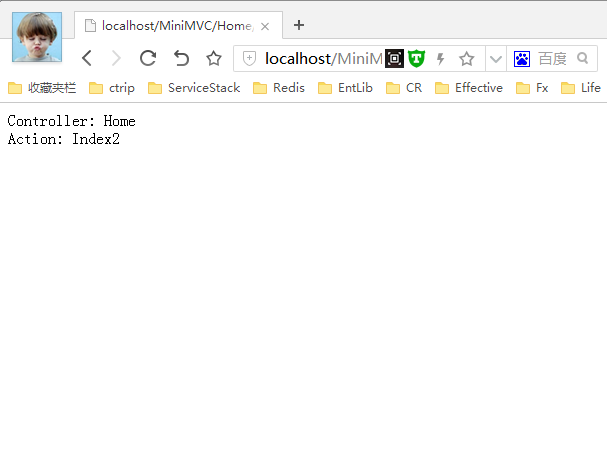 localhost/MiniMVC/Home,
localhost/MiniM
百度
收藏夹栏 ctrip ServiceStack Redis EntLib CR Effective Fx Life
Controller: Home
Action: Index2